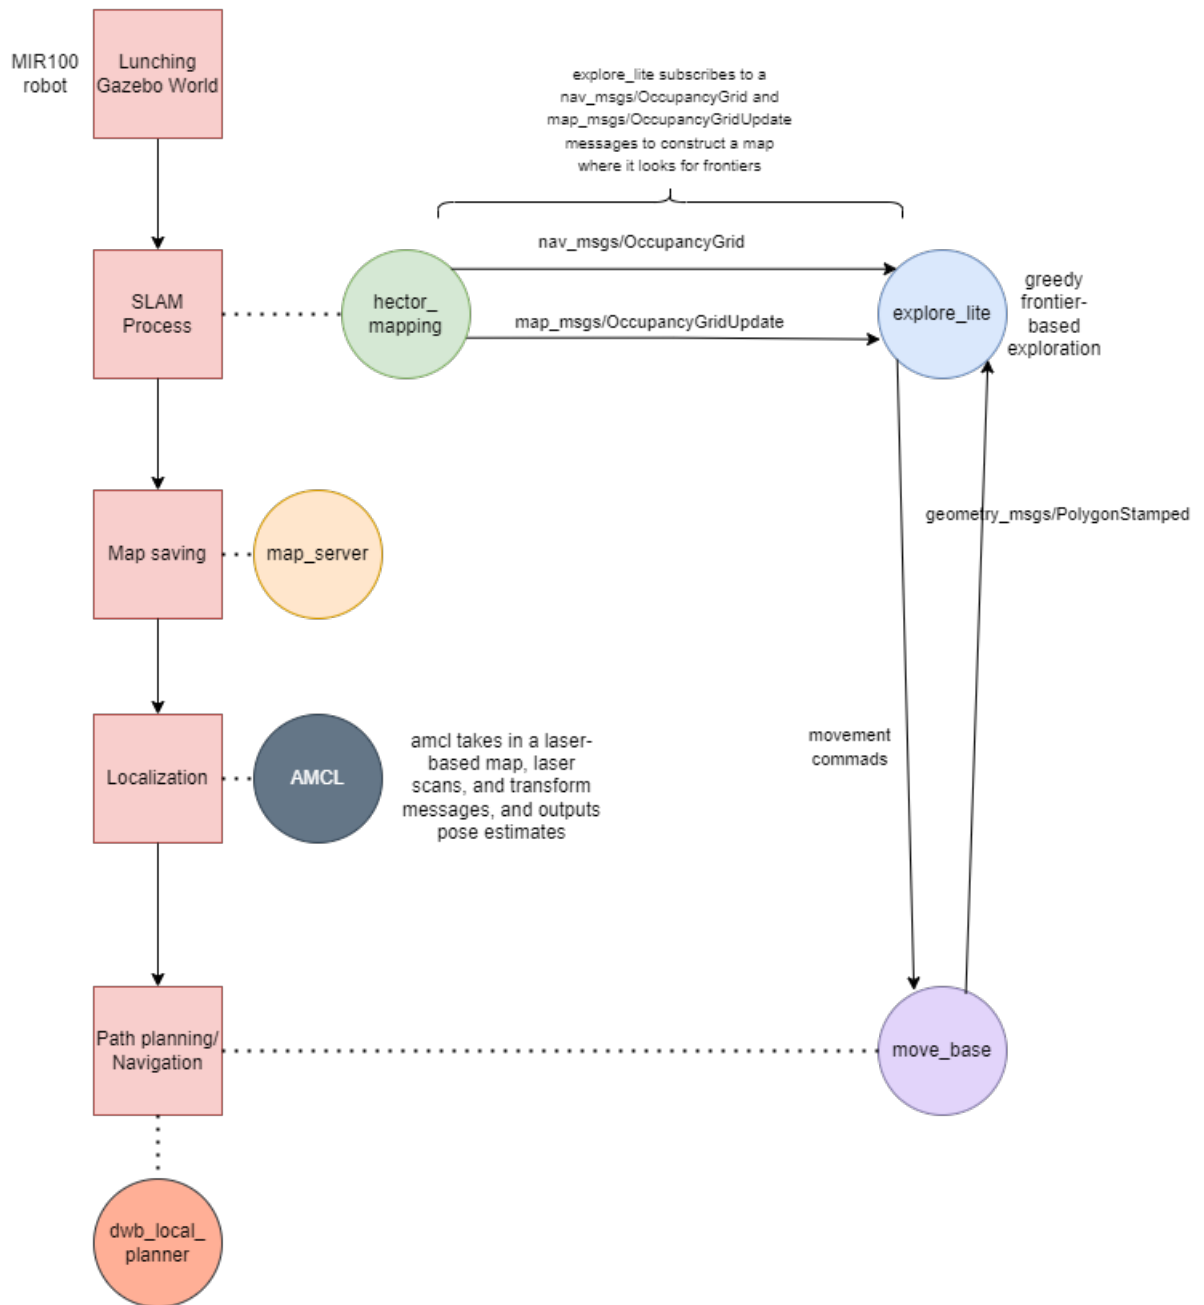 MIR100
robot
Lunching
Gazebo World
explore_lite subscribes to a
nav_msgs/OccupancyGrid and
map_msgs/OccupancyGridUpdate
messages to construct a map
where it looks for frontiers
nav_msgs/OccupancyGrid
SLAM
Process
hector_
mapping
map_msgs/OccupancyGridUpdate
explore_lite
greedy
frontier-
based
exploration
geometry_msgs/PolygonStamped
Map saving
map_server
movement
commads
Localization
AMCL
amcl takes in a laser-
based map, laser
scans, and transform
messages, and outputs
pose estimates
Path planning/
Navigation
move_base
dwb_local_
planner